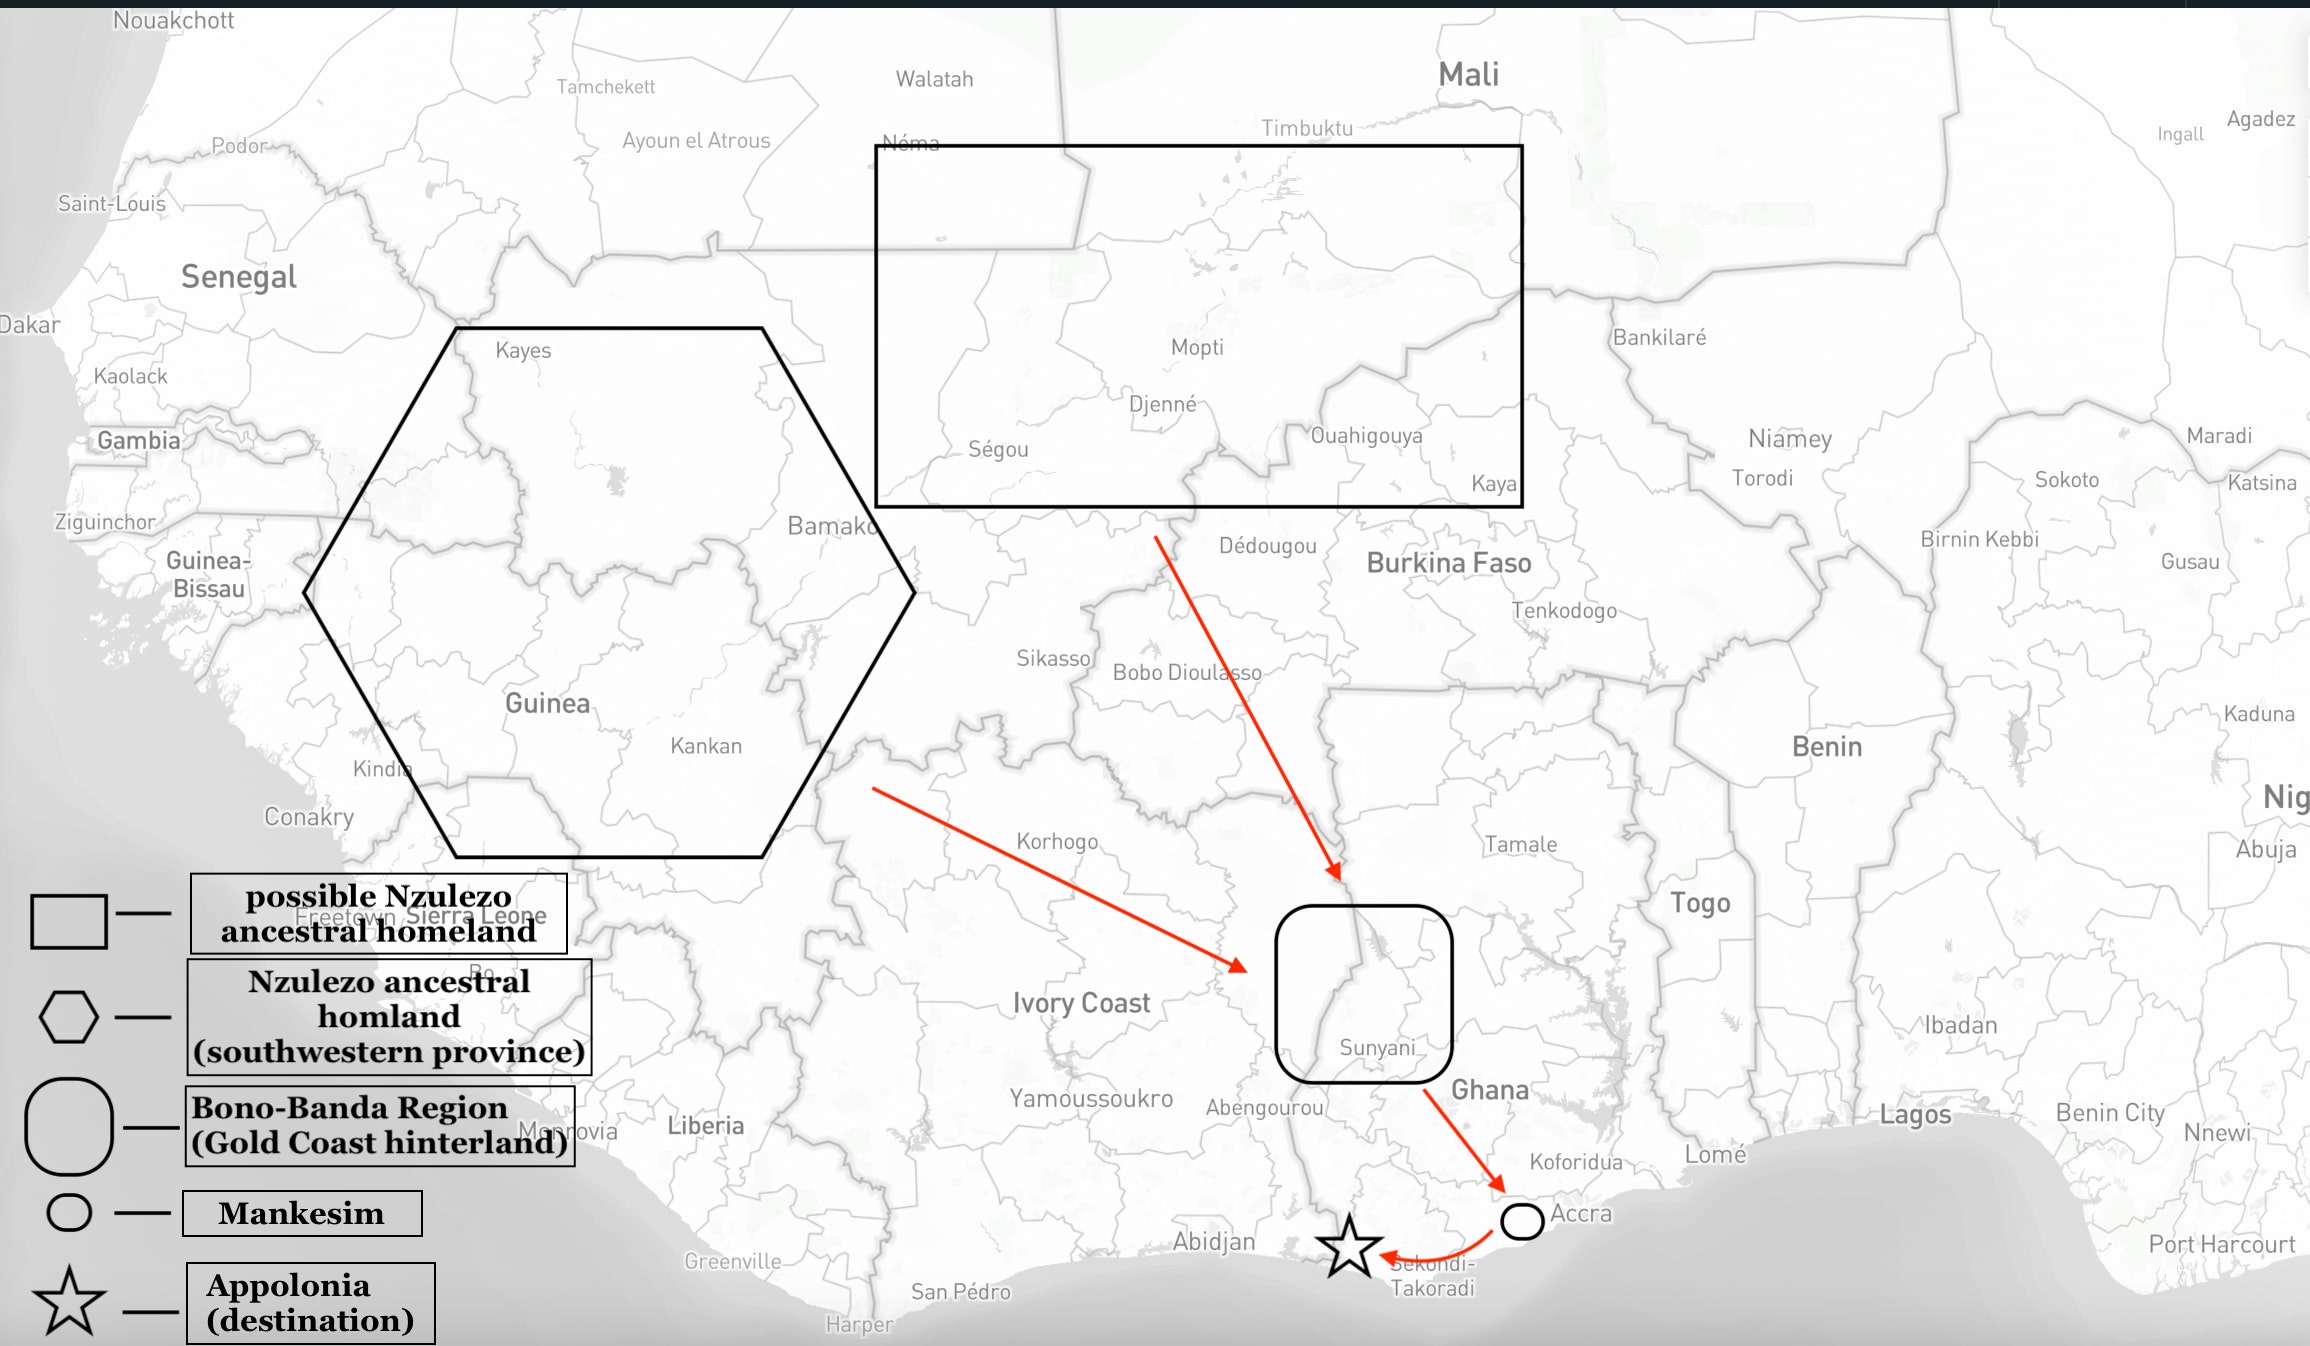 Nouakchott
Tamchekett
Walatah
Mali
Ayoun el Atrous
Néma
Timbuktu
Ingall
Agadez
Podor
Saint-Louis
Senegal
Dakar
Kayes
Mopti
Bankilaré
Kaolack
Djenné
Gambia
Ségou
Ouahigouya
Niamey
Maradi
Kaya
Torodi
Sokoto
Katsina
Ziguinchor
Bamako
Dédougou
Birnin Kebbi
Guinea-
Bissau
Burkina Faso
Gusau
Tenkodogo
Sikasso
Bobo Dioulasso
Guinea
Kankan
Benin
Kaduna
Kindia
Nig
Conakry
Korhogo
Tamale
Abuja
possible Nzulezo
ancestral homeland
Freetown
Sierra Leone
Togo
Bo
Nzulezo ancestral
homland
(southwestern province)
Ivory Coast
Sunyani
Ibadan
Yamoussoukro
Abengourou
Ghana
Bono-Banda Region
(Gold Coast hinterland)
Monrovia
Liberia
Lagos
Benin City
Nnewi
Koforidua
Lomé
Mankesim
Accra
Abidjan
Sekondi-
Takoradi
Port Harcourt
Greenville
San Pédro
Harper
Appolonia
(destination)